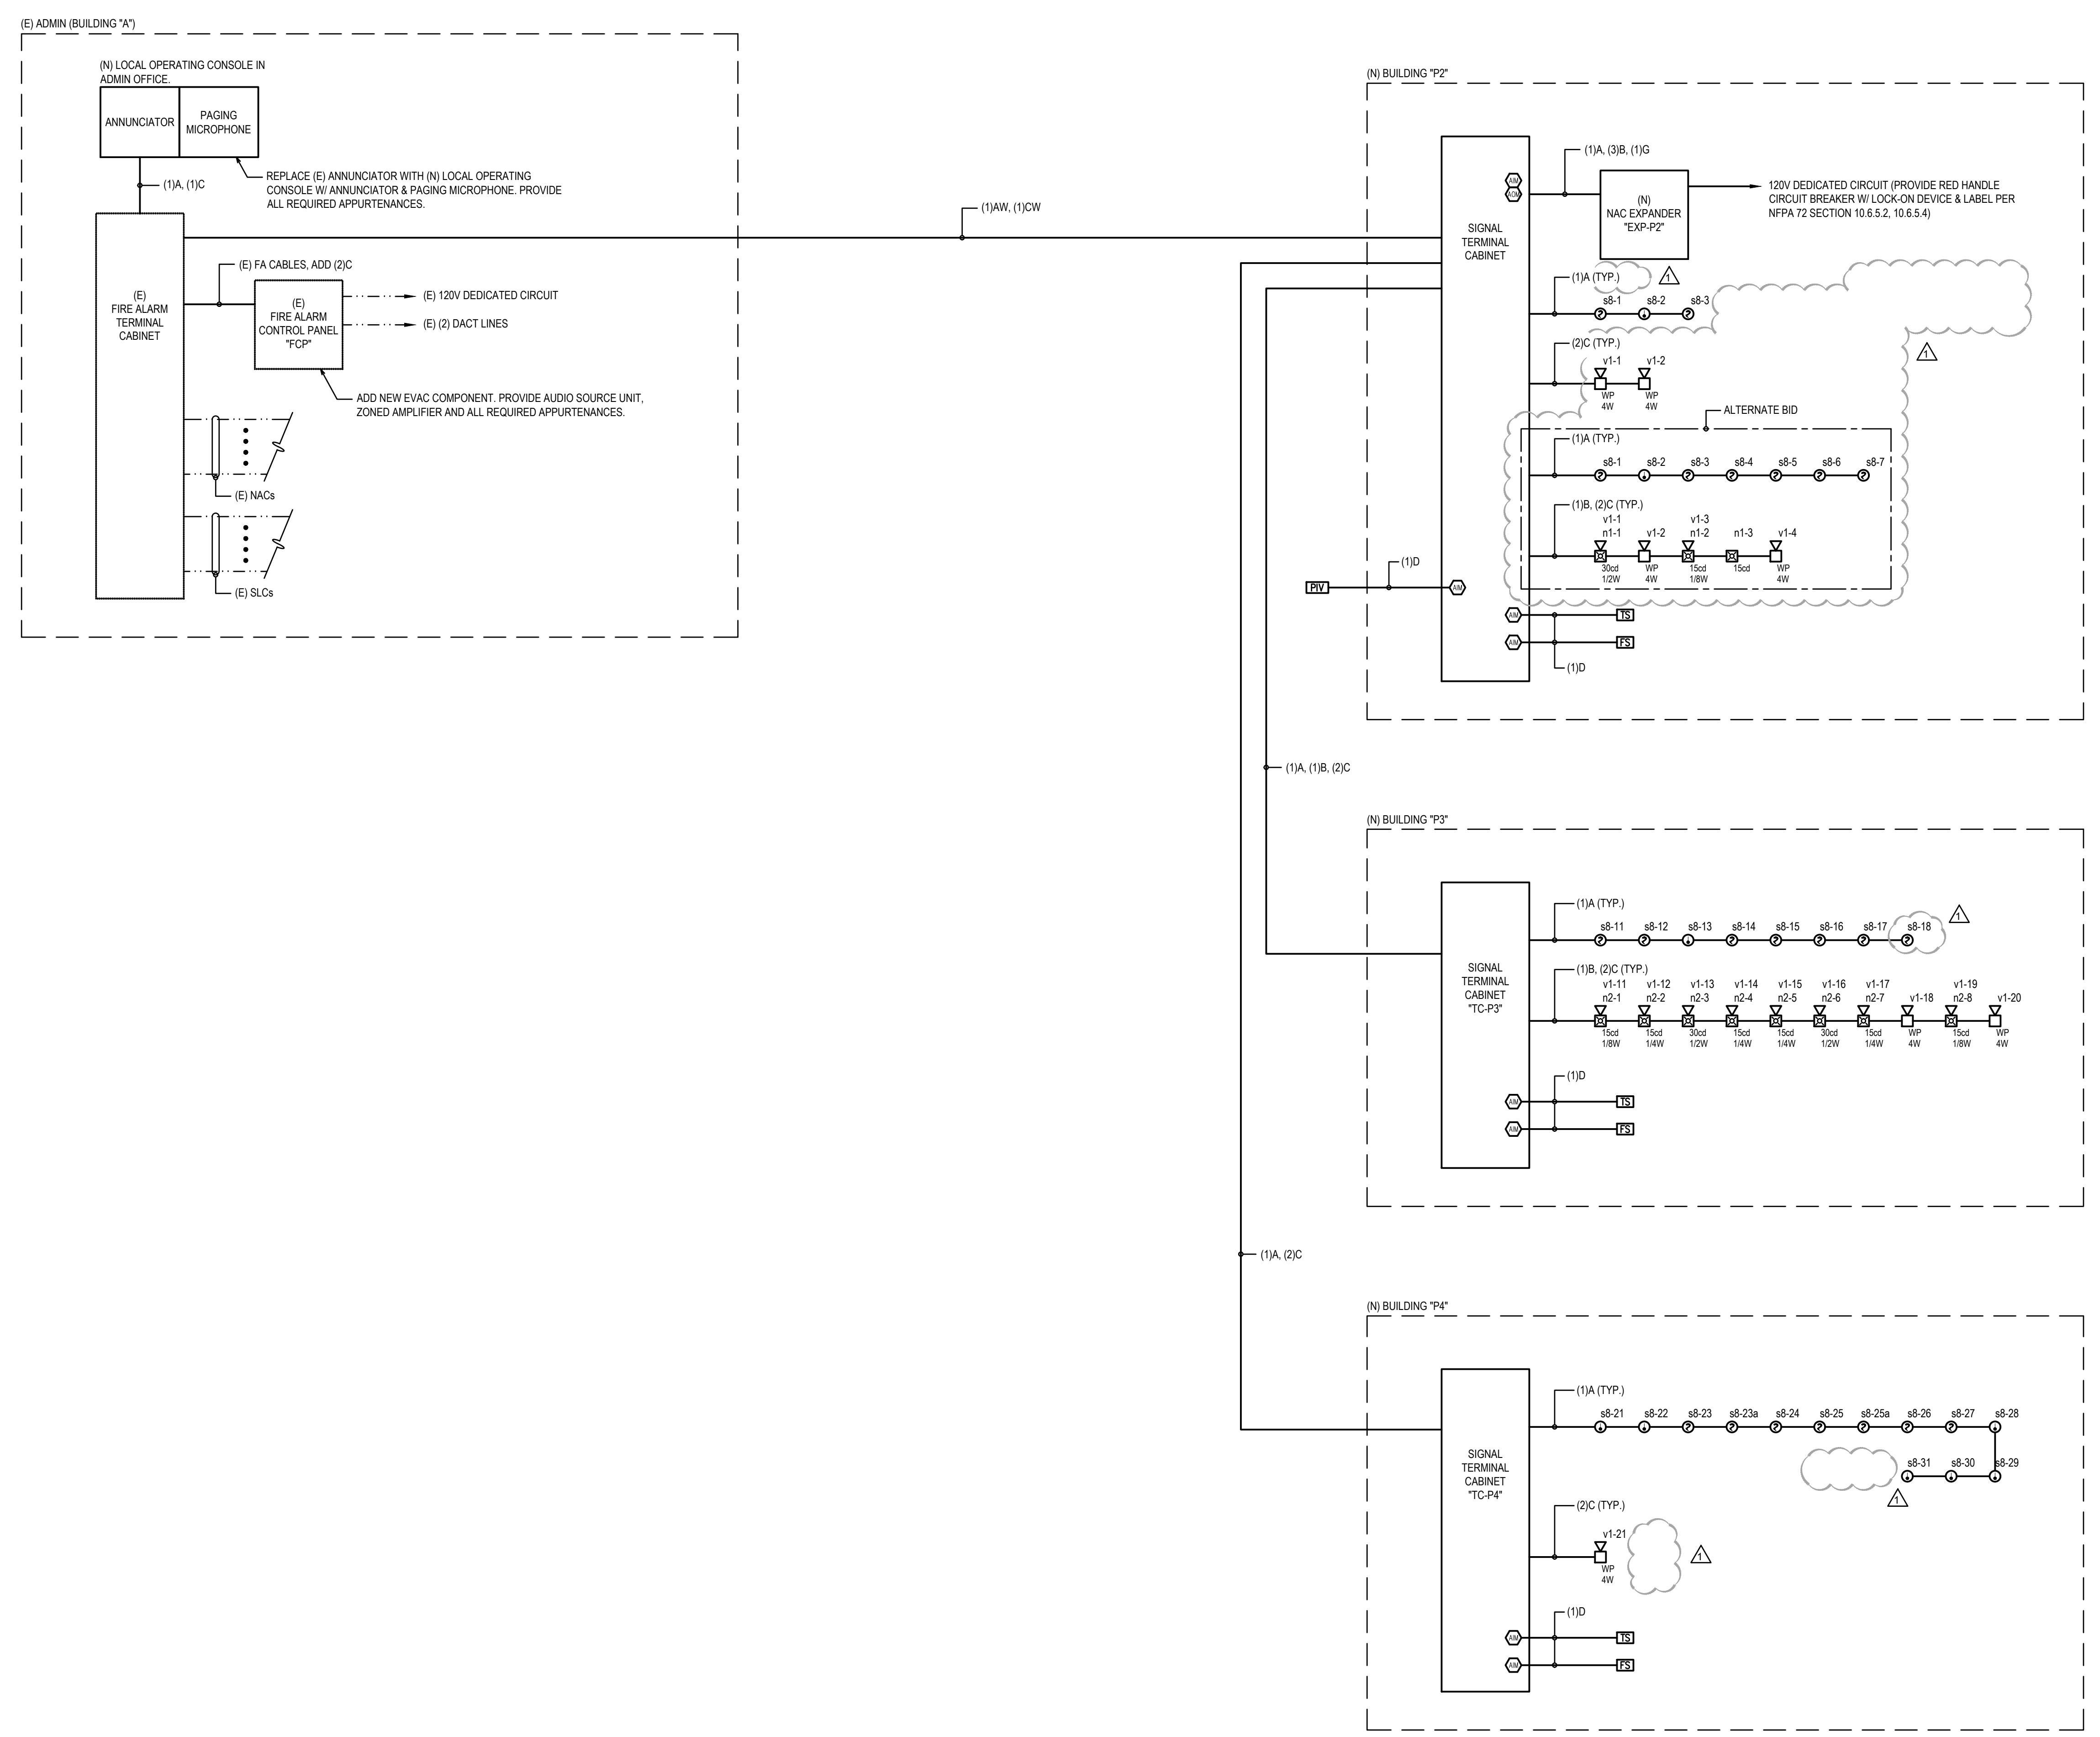 (E) ADMIN (BUILDING "A")
(N) LOCAL OPERATING CONSOLE IN
ADMIN OFFICE.
ANNUNCIATOR
PAGING
MICROPHONE
REPLACE (E) ANNUNCIATOR WITH (N) LOCAL OPERATING
CONSOLE W/ ANNUNCIATOR & PAGING MICROPHONE. PROVIDE
ALL REQUIRED APPURTENANCES.
(1)A, (1)C
(E)
FIRE ALARM
TERMINAL
CABINET
(E) FA CABLES, ADD (2)C
(E)
FIRE ALARM
CONTROL PANEL
"FCP"
(E) 120V DEDICATED CIRCUIT
(E) (2) DACT LINES
ADD NEW EVAC COMPONENT. PROVIDE AUDIO SOURCE UNIT,
ZONED AMPLIFIER AND ALL REQUIRED APPURTENANCES.
(E) NACs
(E) SLCs
(1)AW, (1)CW
(N) BUILDING "P2"
SIGNAL
TERMINAL
CABINET
AIM
AOM
(1)A, (3)B, (1)G
(N)
NAC EXPANDER
"EXP-P2"
120V DEDICATED CIRCUIT (PROVIDE RED HANDLE
CIRCUIT BREAKER W/ LOCK-ON DEVICE & LABEL PER
NFPA 72 SECTION 10.6.5.2, 10.6.5.4)
(1)A (TYP.)
1
s8-1 s8-2 s8-3
(2)C (TYP.)
1
v1-1 v1-2
WP WP
4W 4W
ALTERNATE BID
(1)A (TYP.)
s8-1 s8-2 s8-3 s8-4 s8-5 s8-6 s8-7
(1)B, (2)C (TYP.)
v1-1 v1-3
n1-1 v1-2 n1-2 n1-3 v1-4
30cd WP 15cd 15cd WP
1/2W 4W 1/8W 4W
PIV
(1)D
AIM
AIM
TS
AIM
FS
(1)D
(1)A, (1)B, (2)C
(N) BUILDING "P3"
SIGNAL
TERMINAL
CABINET
"TC-P3"
(1)A (TYP.)
1
s8-11 s8-12 s8-13 s8-14 s8-15 s8-16 s8-17 s8-18
(1)B, (2)C (TYP.)
v1-11 v1-12 v1-13 v1-14 v1-15 v1-16 v1-17 v1-19
n2-1 n2-2 n2-3 n2-4 n2-5 n2-6 n2-7 v1-18 n2-8 v1-20
15cd 15cd 30cd 15cd 15cd 30cd 15cd WP 15cd WP
1/8W 1/4W 1/2W 1/4W 1/4W 1/2W 1/4W 4W 1/8W 4W
(1)D
AIM
TS
AIM
FS
(1)A, (2)C
(N) BUILDING "P4"
SIGNAL
TERMINAL
CABINET
"TC-P4"
(1)A (TYP.)
s8-21 s8-22 s8-23 s8-23a s8-24 s8-25 s8-25a s8-26 s8-27 s8-28
s8-31 s8-30 s8-29
1
(2)C (TYP.)
v1-21
WP
4W
1
(1)D
AIM
TS
AIM
FS